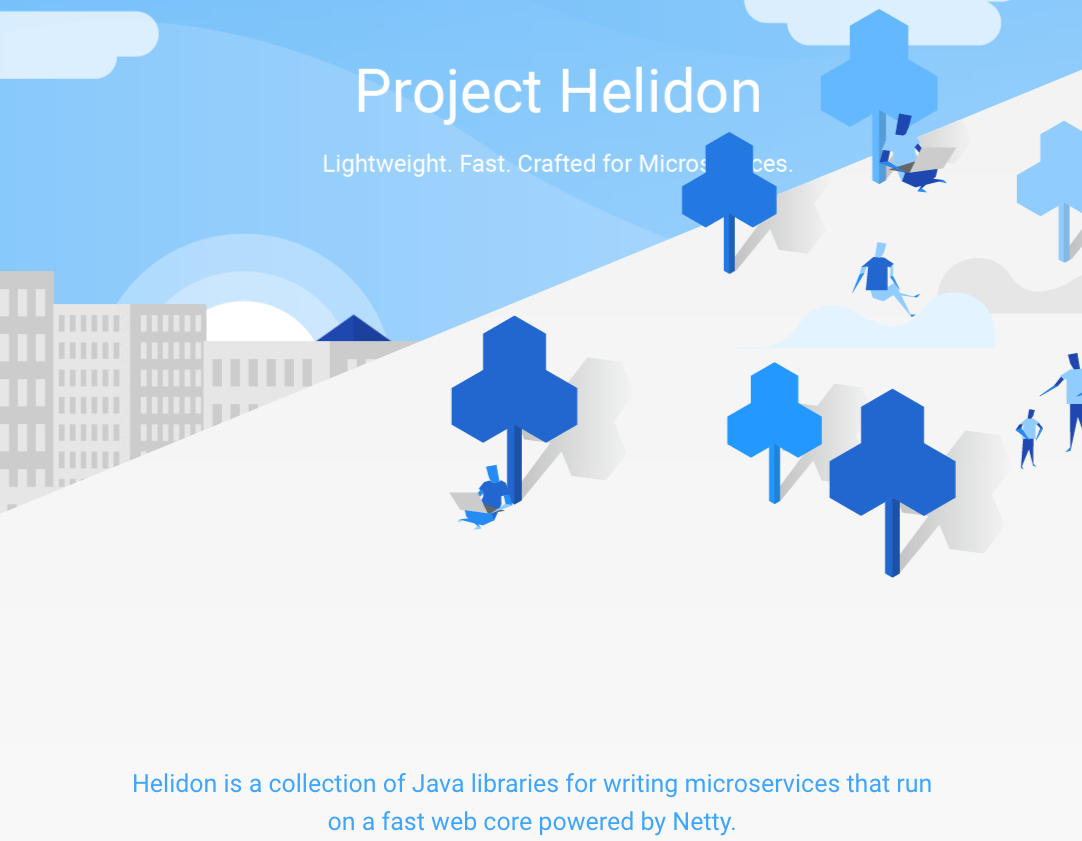 Project Helidon
Lightweight. Fast. Crafted for Micros ces.
Helidon is a collection of Java libraries for writing microservices that run
on a fast web core powered by Netty.